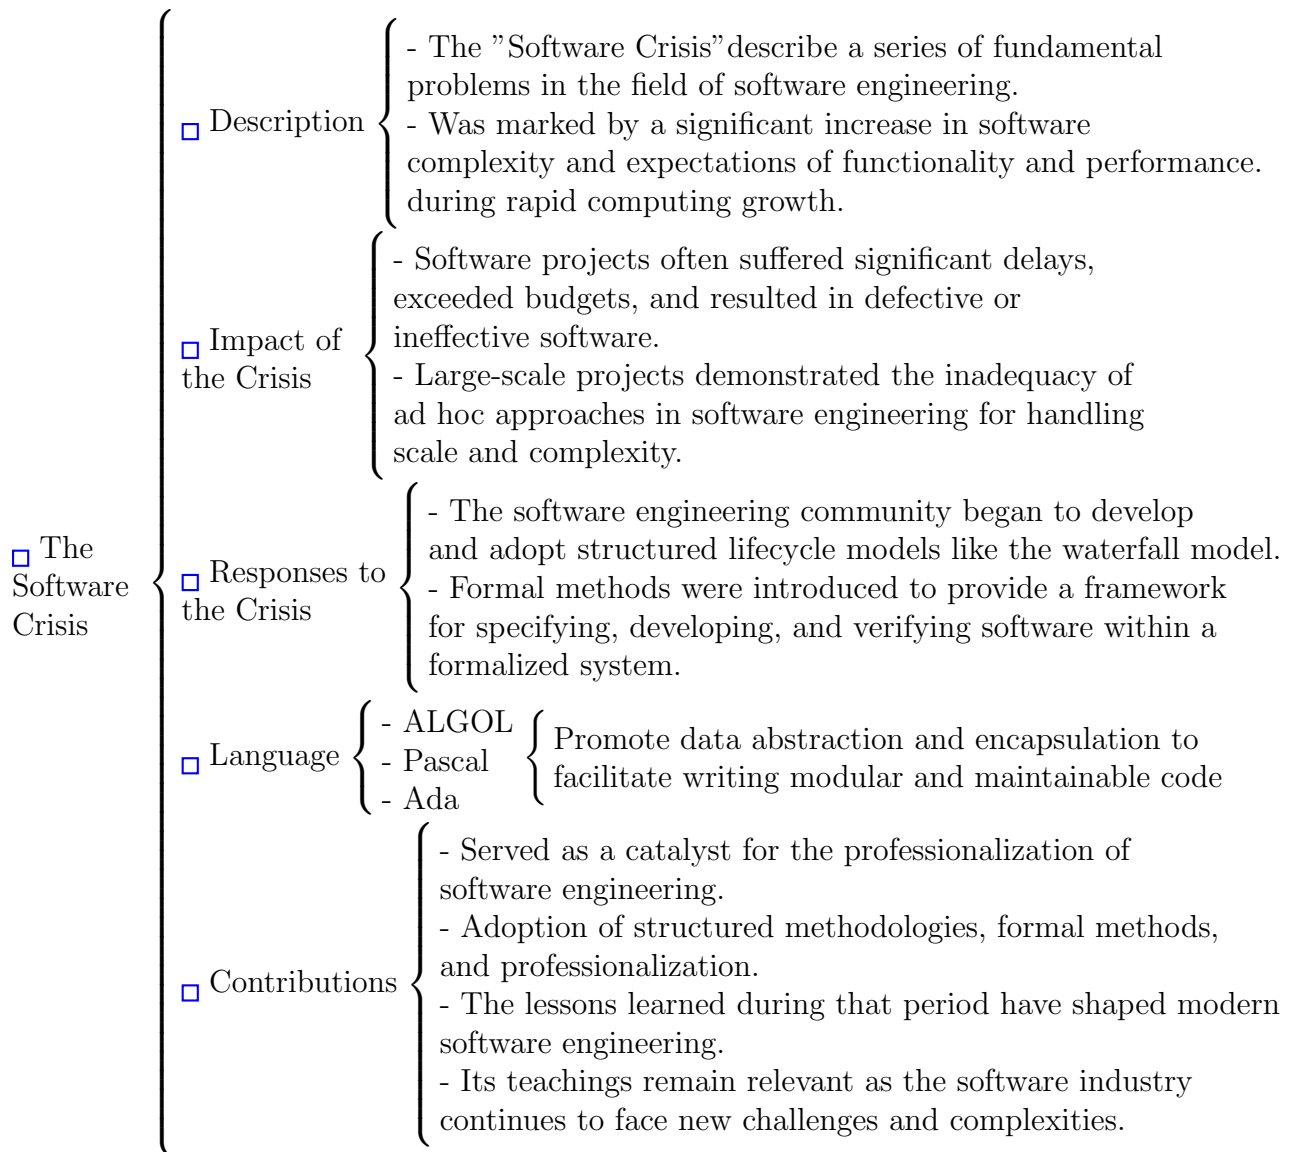 The
Software
Crisis
Description
- The ”Software Crisis”describe a series of fundamental
problems in the field of software engineering.
- Was marked by a significant increase in software
complexity and expectations of functionality and performance.
during rapid computing growth.
Impact of
the Crisis
- Software projects often suffered significant delays,
exceeded budgets, and resulted in defective or
ineffective software.
- Large-scale projects demonstrated the inadequacy of
ad hoc approaches in software engineering for handling
scale and complexity.
Responses to
the Crisis
- The software engineering community began to develop
and adopt structured lifecycle models like the waterfall model.
- Formal methods were introduced to provide a framework
for specifying, developing, and verifying software within a
formalized system.
Language
- ALGOL
- Pascal
- Ada
Promote data abstraction and encapsulation to
facilitate writing modular and maintainable code
Contributions
- Served as a catalyst for the professionalization of
software engineering.
- Adoption of structured methodologies, formal methods,
and professionalization.
- The lessons learned during that period have shaped modern
software engineering.
- Its teachings remain relevant as the software industry
continues to face new challenges and complexities.